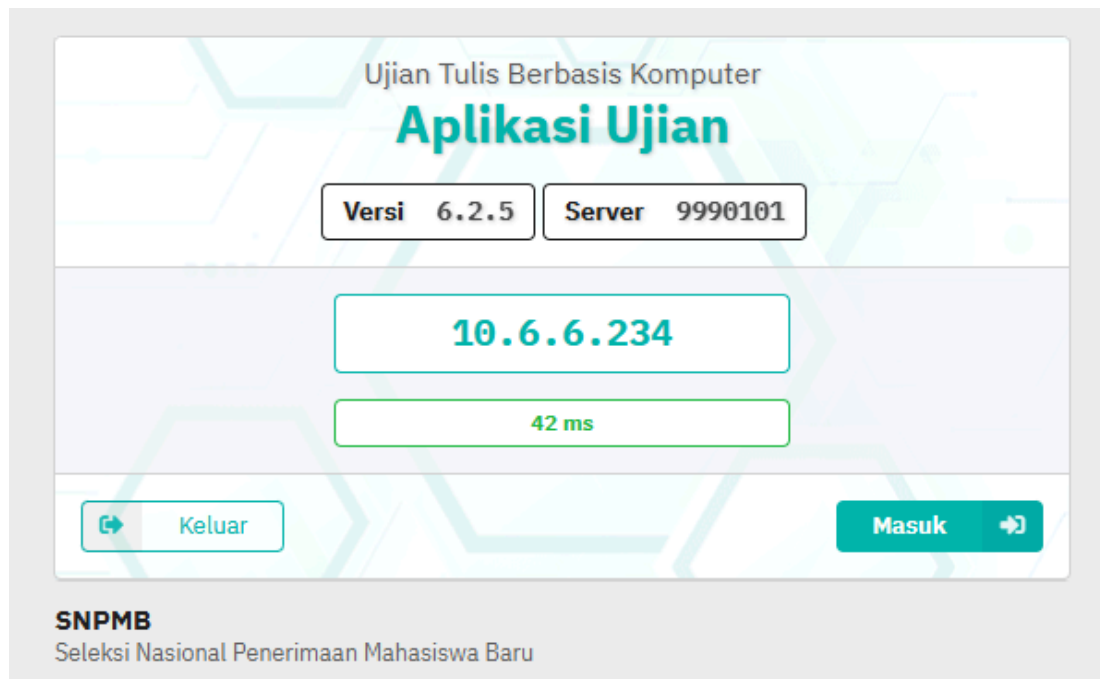 Ujian Tulis Berbasis Komputer
Aplikasi Ujian
Versi 6.2.5 Server 9990101
10.6.6.234
42 ms
Keluar Masuk
SNPMB
Seleksi Nasional Penerimaan Mahasiswa Baru